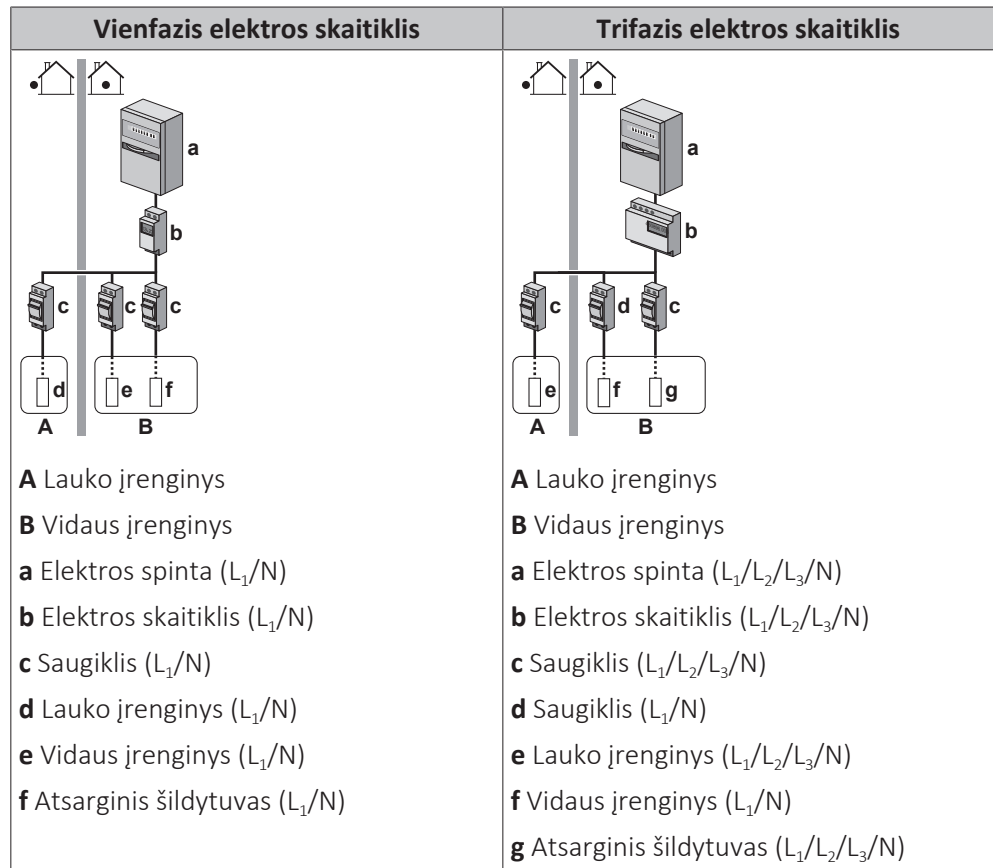 Vienfazis elektros skaitiklis
a
b
c c c
d e f
A B
A Lauko įrenginys
B Vidaus įrenginys
a Elektros spinta (L₁/N)
b Elektros skaitiklis (L₁/N)
c Saugiklis (L₁/N)
d Lauko įrenginys (L₁/N)
e Vidaus įrenginys (L₁/N)
f Atsarginis šildytuvas (L₁/N)
Trifazis elektros skaitiklis
a
b
c d c
e f g
A B
A Lauko įrenginys
B Vidaus įrenginys
a Elektros spinta (L₁/L₂/L₃/N)
b Elektros skaitiklis (L₁/L₂/L₃/N)
c Saugiklis (L₁/L₂/L₃/N)
d Saugiklis (L₁/N)
e Lauko įrenginys (L₁/L₂/L₃/N)
f Vidaus įrenginys (L₁/N)
g Atsarginis šildytuvas (L₁/L₂/L₃/N)